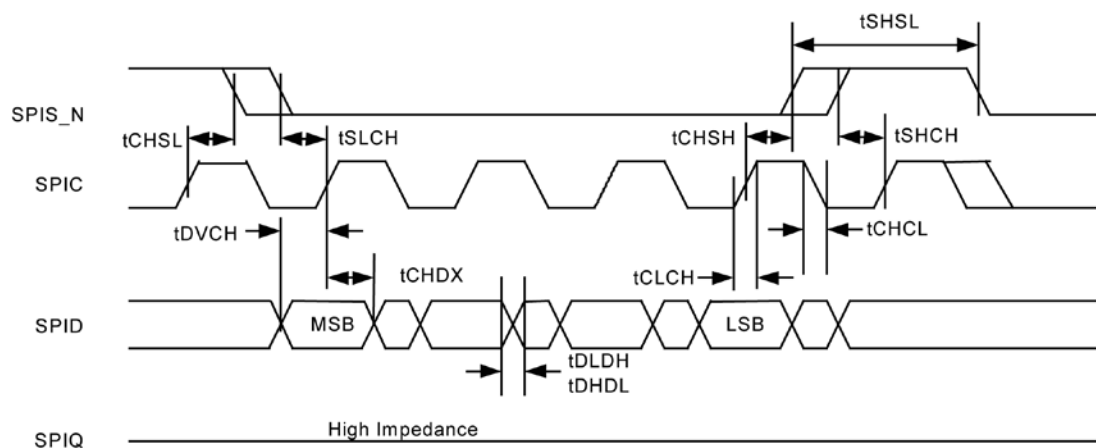 tSHSL
SPIS_N
tCHSL
tSLCH
tCHSH
tSHCH
SPIC
tDVCH
tCHCL
tCHDX
tCLCH
SPID
MSB
LSB
tDLDH
tDHDL
High Impedance
SPIQ